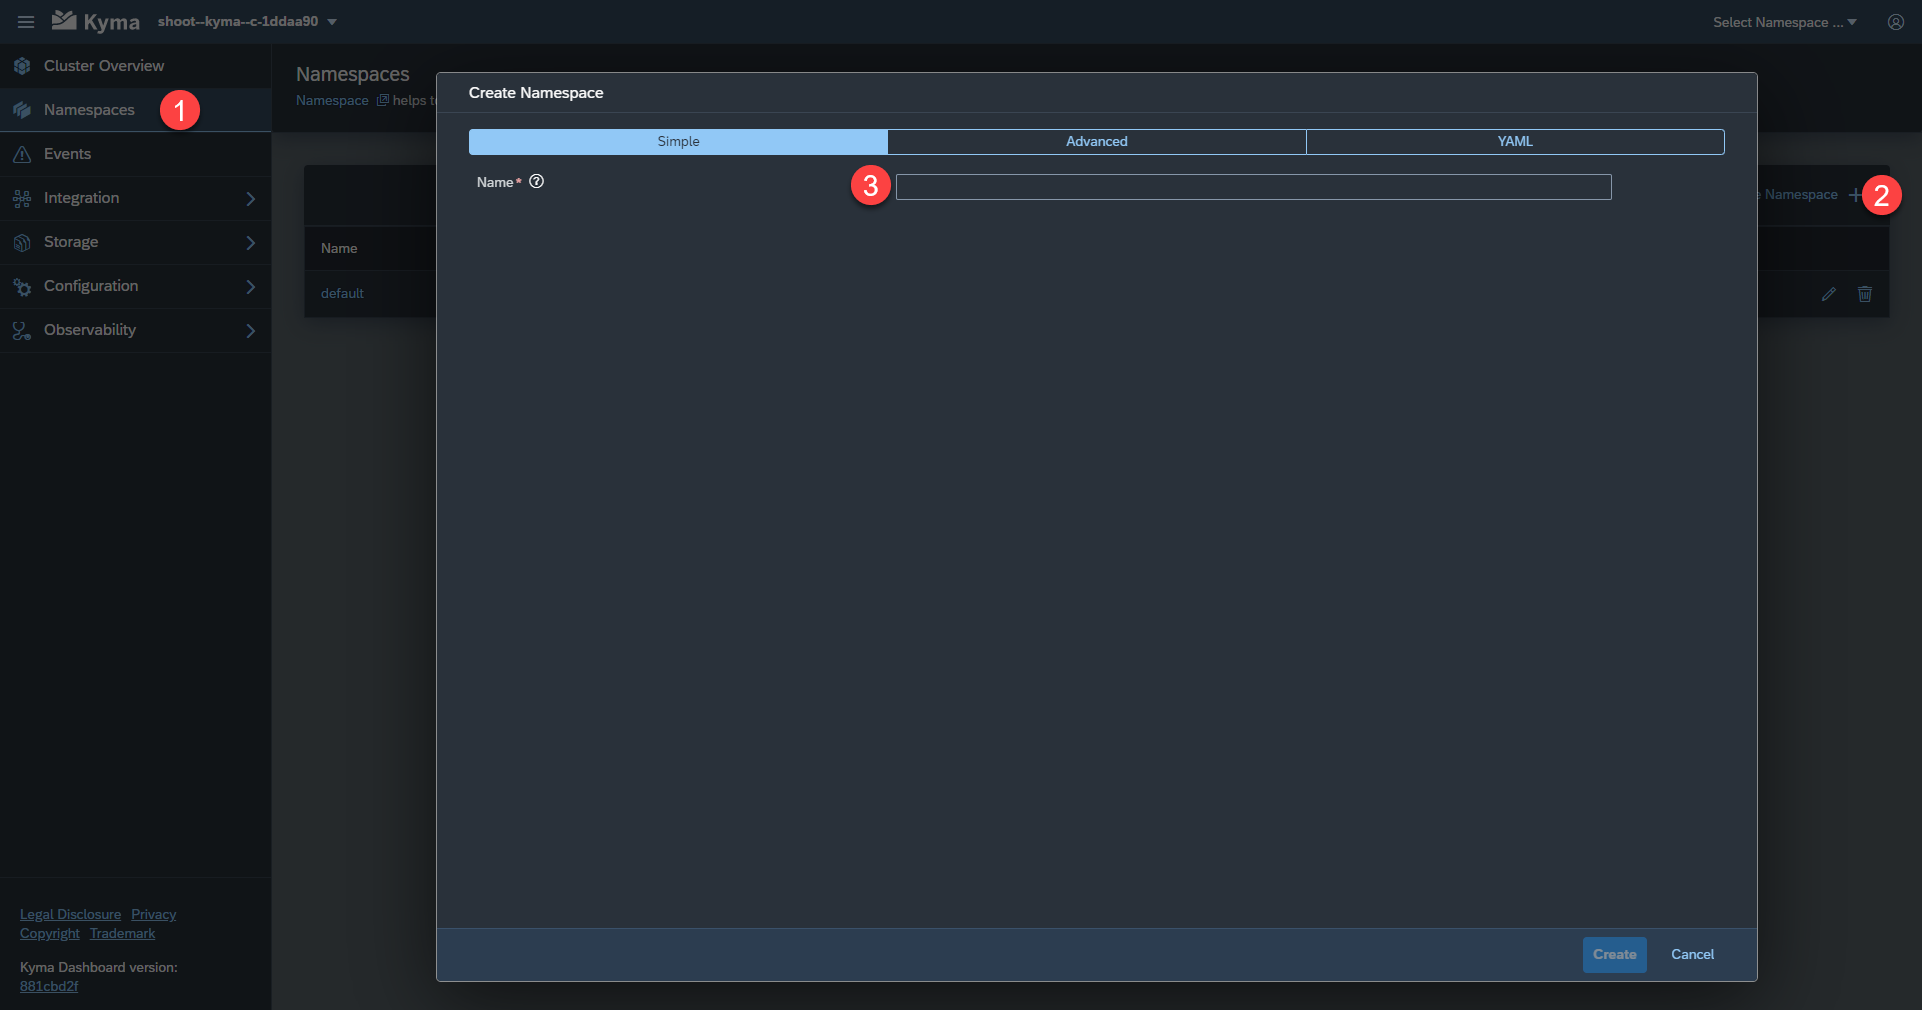 Kyma shoot--kyma--c-1ddaa90 Select Namespace ...
Cluster Overview
Namespaces 1
Events
Integration
Storage
Configuration
Observability
Legal Disclosure Privacy
Copyright Trademark
Kyma Dashboard version:
881cbd2f
Namespaces
Namespace helps
Namespace 2
Name
default
Create Namespace
Simple Advanced YAML
Name* ? 3
Create Cancel